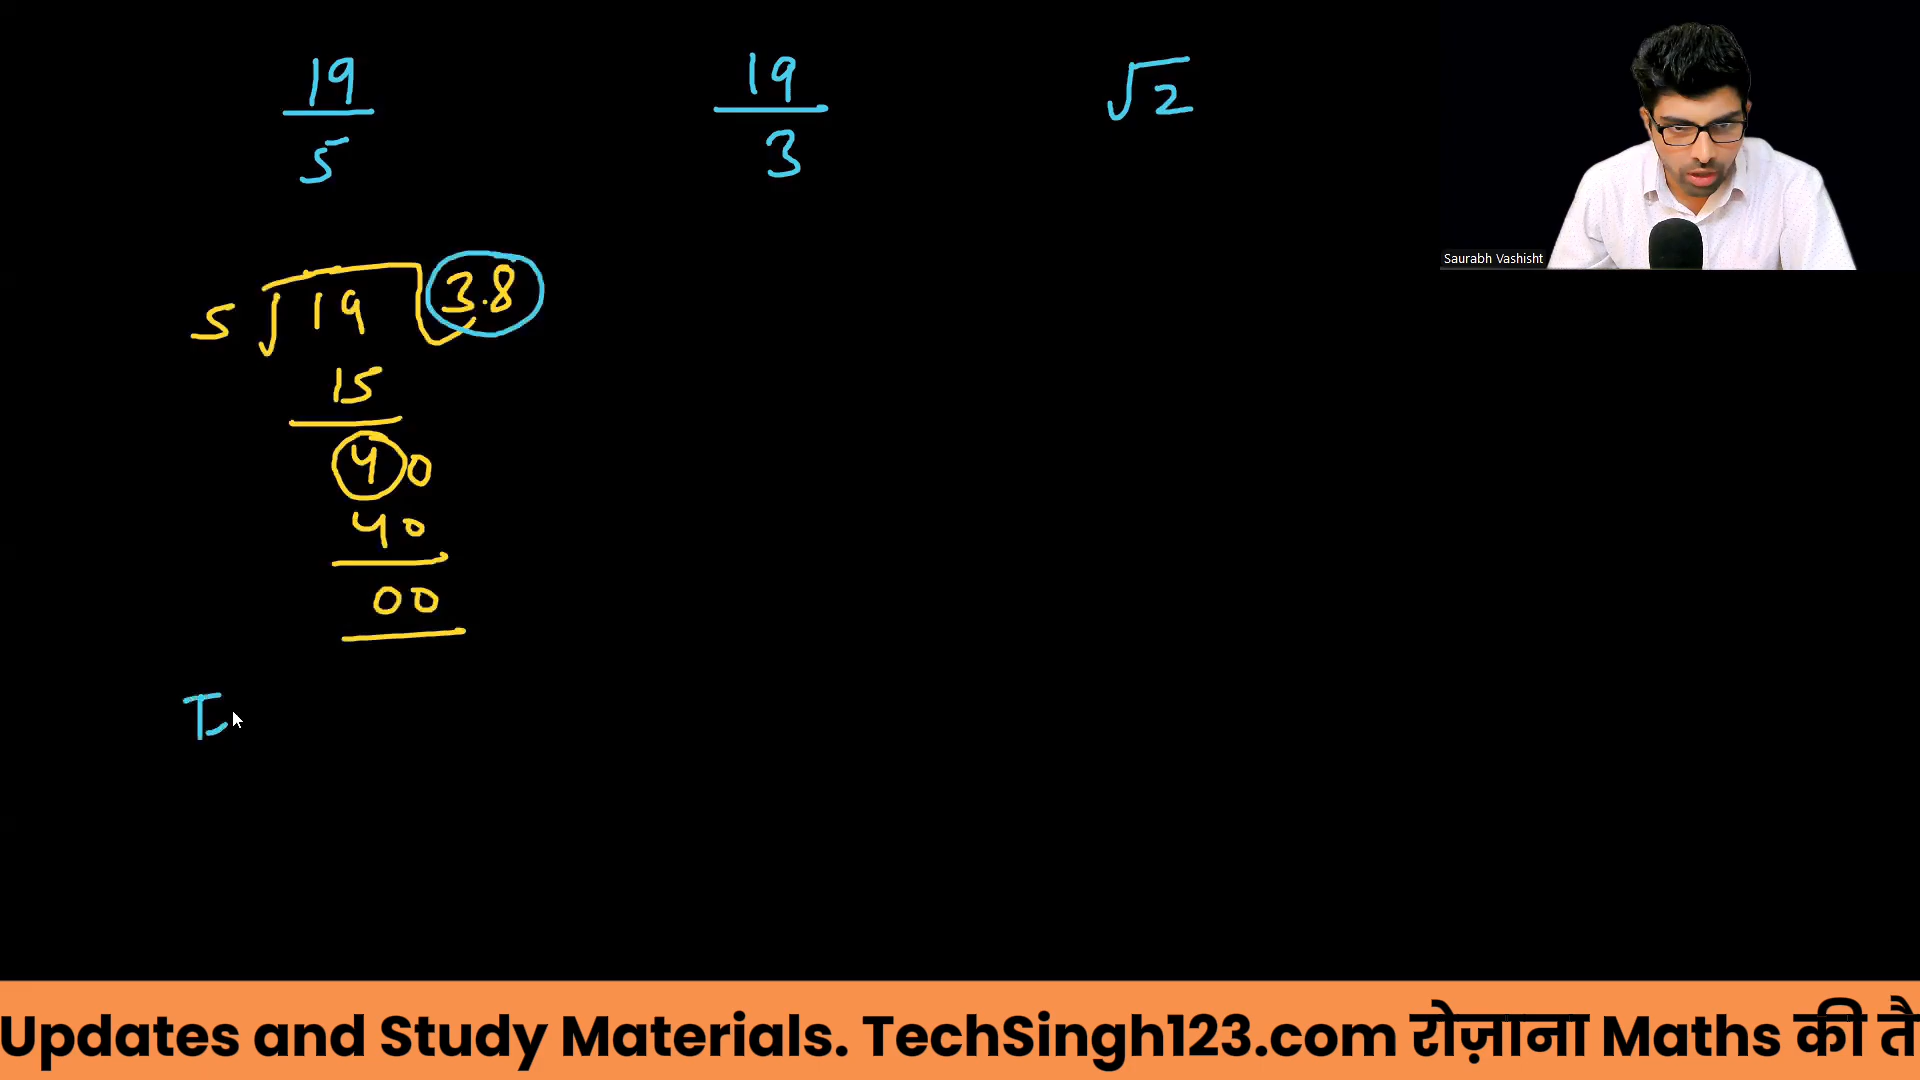 19/5
19/3
√2
5 √19 3.8
15
40
40
00
Saurabh Vashisht
Updates and Study Materials. TechSingh123.com रोज़ाना Maths की तै